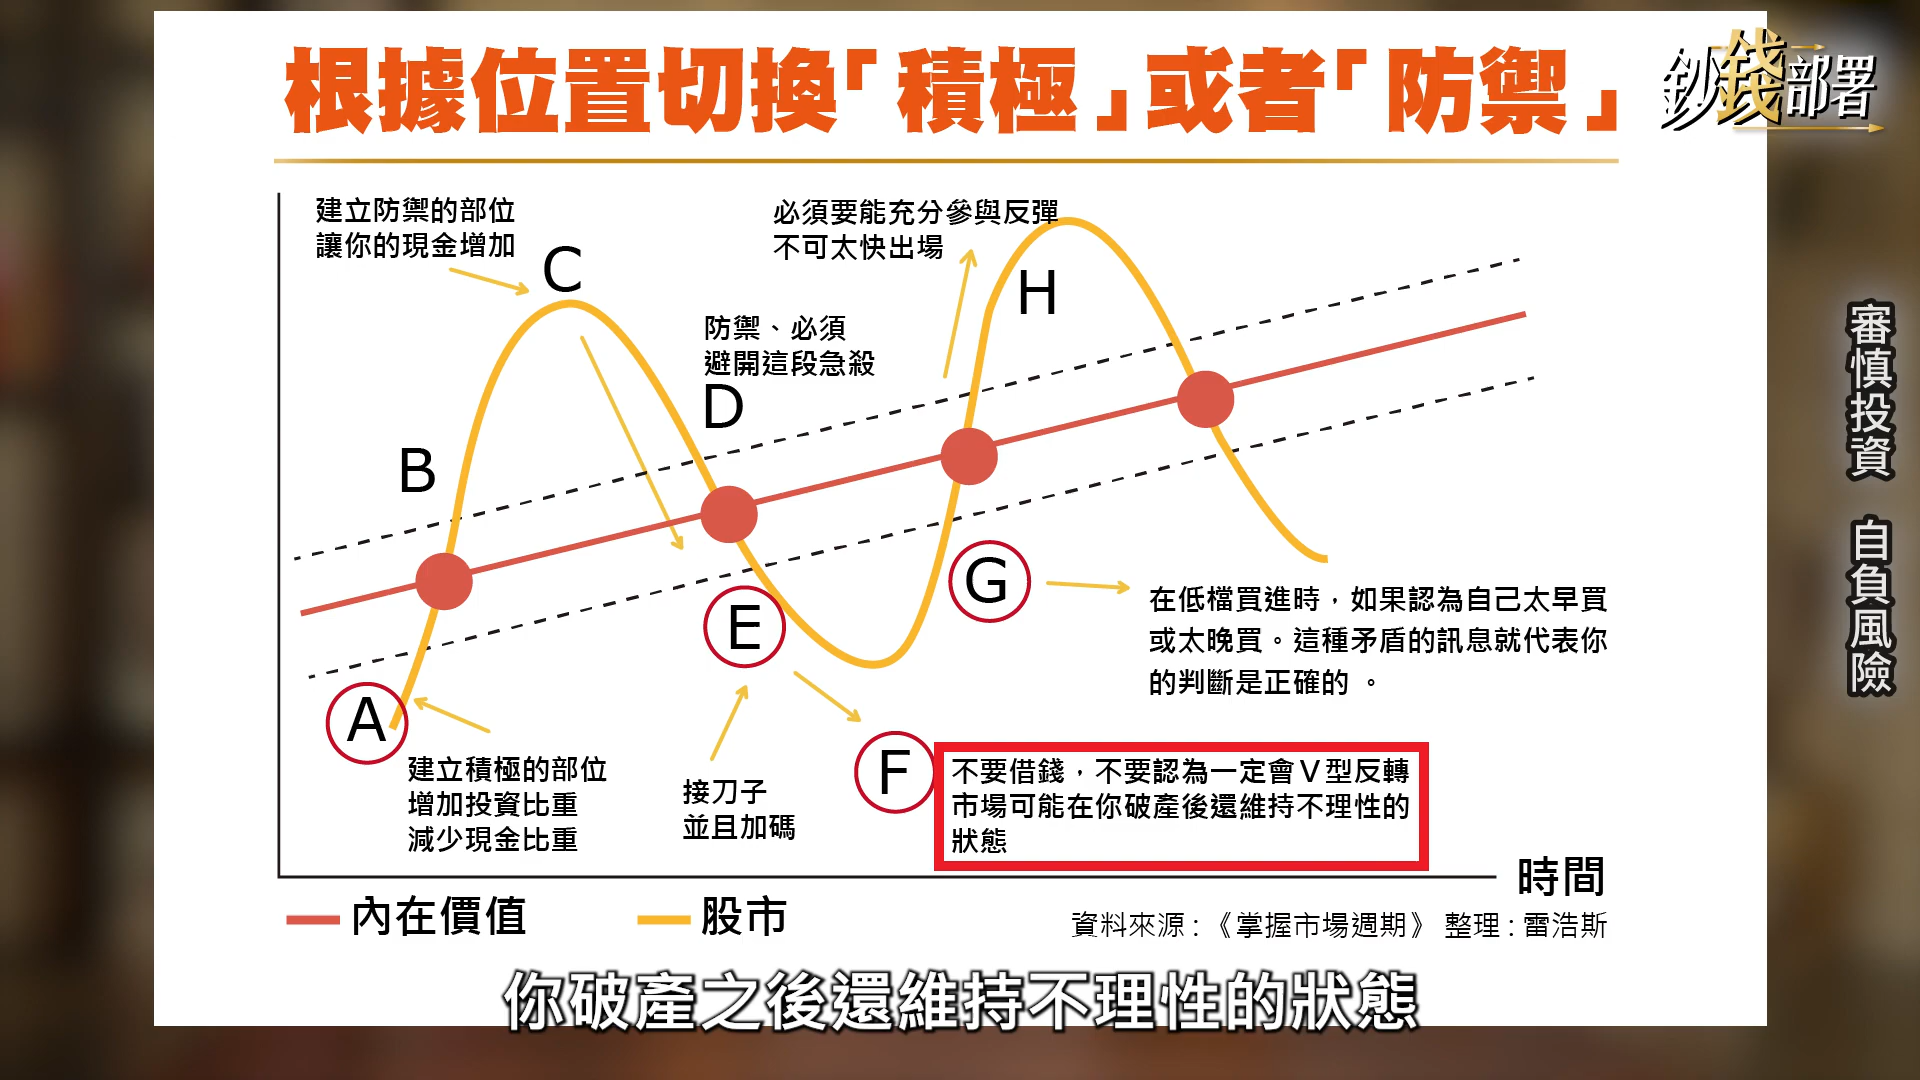 根據位置切換「積極」或者「防禦」
鈔錢部署
建立防禦的部位
讓你的現金增加
C
必須要能充分參與反彈
不可太快出場
H
防禦、必須
避開這段急殺
D
B
審慎投資 自負風險
G
在低檔買進時,如果認為自己太早買
或太晚買。這種矛盾的訊息就代表你
的判斷是正確的 。
E
A
建立積極的部位
增加投資比重
減少現金比重
接刀子
並且加碼
F
不要借錢,不要認為一定會V型反轉
市場可能在你破產後還維持不理性的
狀態
時間
內在價值
股市
資料來源:《掌握市場週期》 整理:雷浩斯
你破產之後還維持不理性的狀態